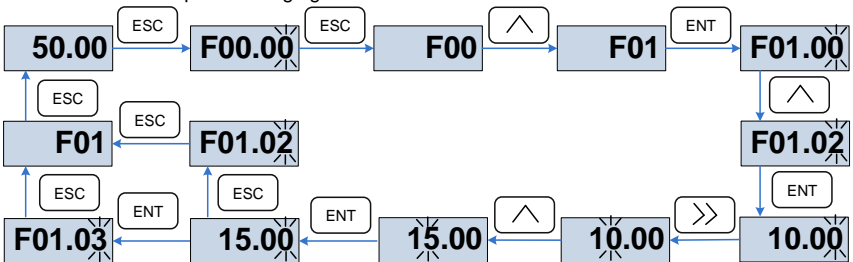 ESC ESC ENT
50.00 F00.00 F00 F01 F01.00
ESC ESC
F01 F01.02 F01.02
ESC ENT ESC ENT ENT
F01.03 15.00 15.00 10.00 10.00